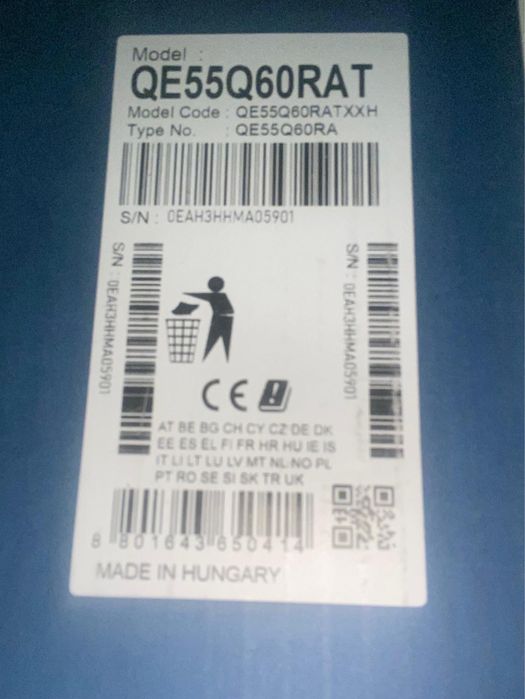 Model :
QE55Q60RAT
Model Code : QE55Q60RATXXH
Type No. : QE55Q60RA
S/N : 0EAH3HHMA05901
S/N : 0EAH3HHMA05901
S/N : 0EAH3HHMA05901
CE
AT BE BG CH CY CZ DE DK
EE ES EL FI FR HR HU IE IS
IT LI LT LU LV MT NL NO PL
PT RO SE SI SK TR UK
8 801643 650414
MADE IN HUNGARY